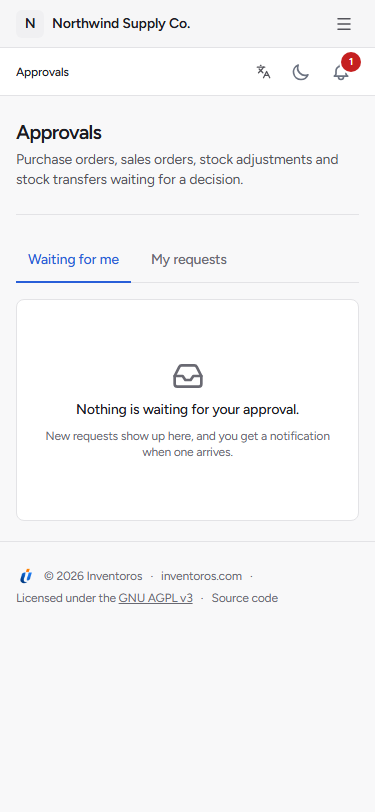 N Northwind Supply Co.
Approvals
1
Approvals
Purchase orders, sales orders, stock adjustments and
stock transfers waiting for a decision.
Waiting for me My requests
Nothing is waiting for your approval.
New requests show up here, and you get a notification
when one arrives.
© 2026 Inventoros · inventoros.com ·
Licensed under the GNU AGPL v3 · Source code